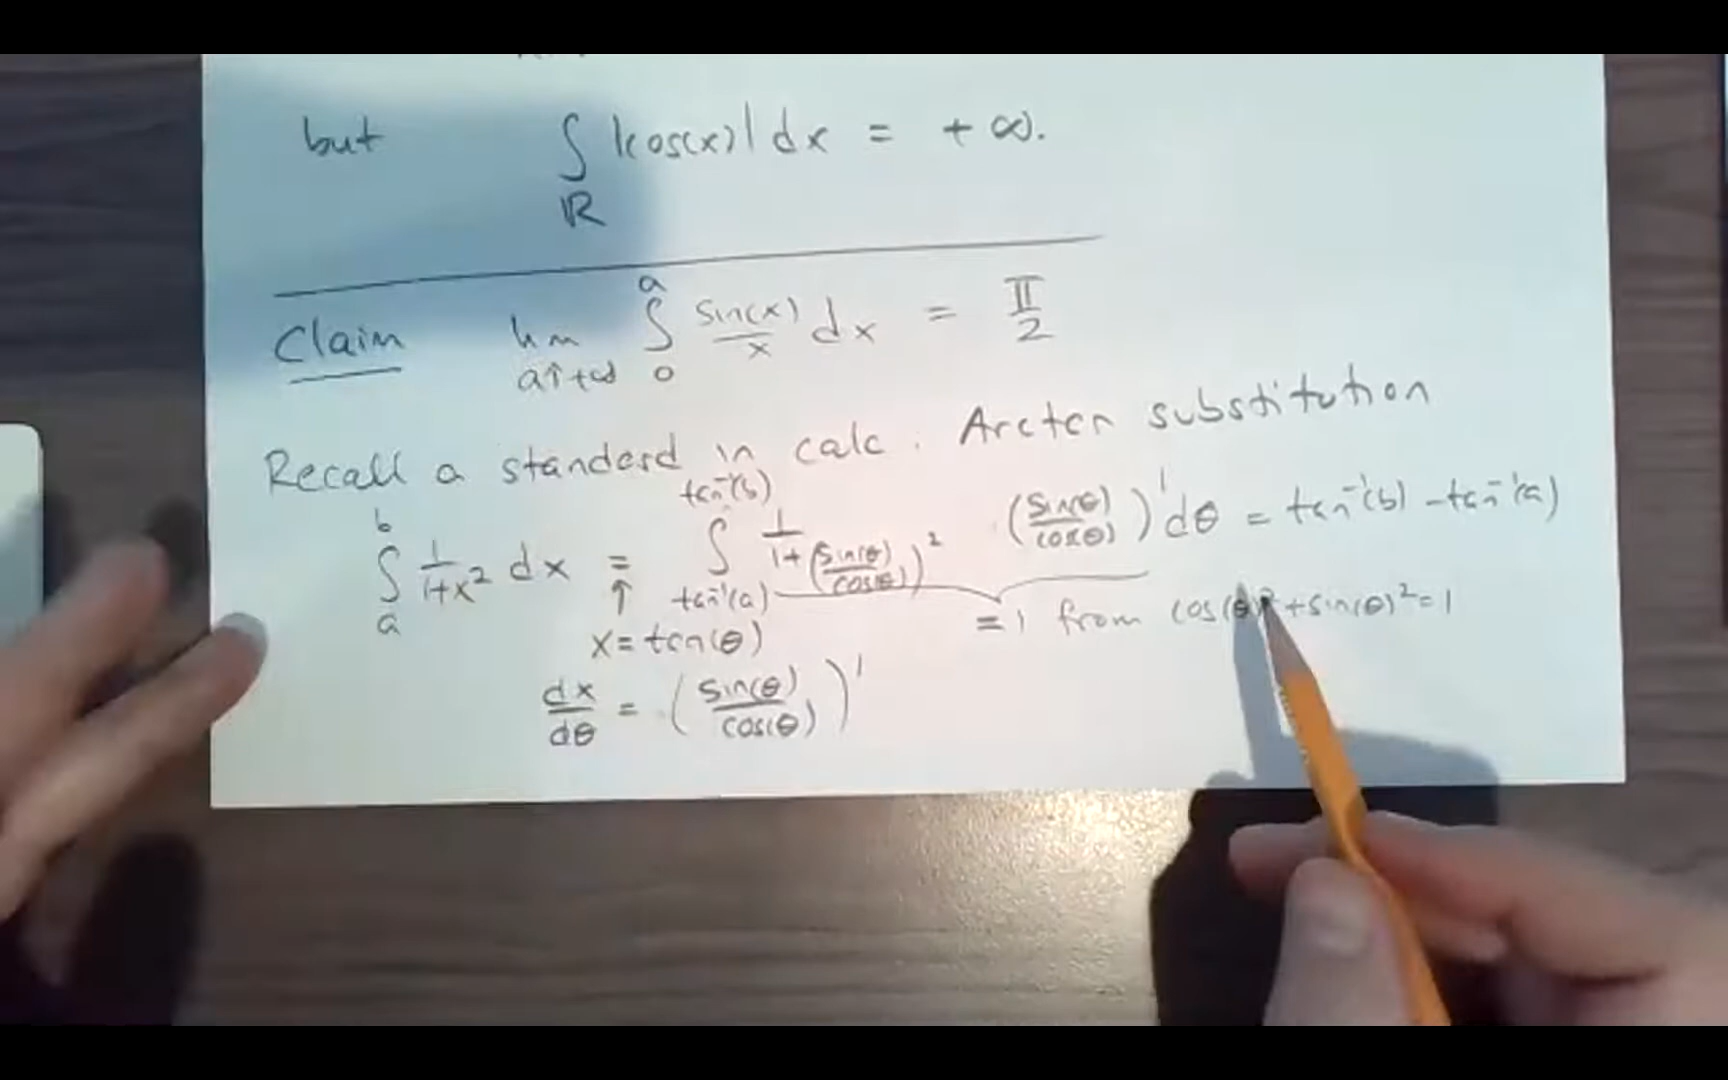 but ∫_ℝ |cos(x)| dx = +∞.
Claim lim_{a↑+∞} ∫_0^a sin(x)/x dx = π/2
Recall a standard in calc. Arctan substitution
∫_a^b 1/(1+x²) dx = ∫_{tan⁻¹(a)}^{tan⁻¹(b)} 1/(1+(sin(θ)/cos(θ))²) (sin(θ)/cos(θ))' dθ = tan⁻¹(b) - tan⁻¹(a)
↑
x = tan(θ)
= 1 from cos(θ)²+sin(θ)²=1
dx/dθ = (sin(θ)/cos(θ))'